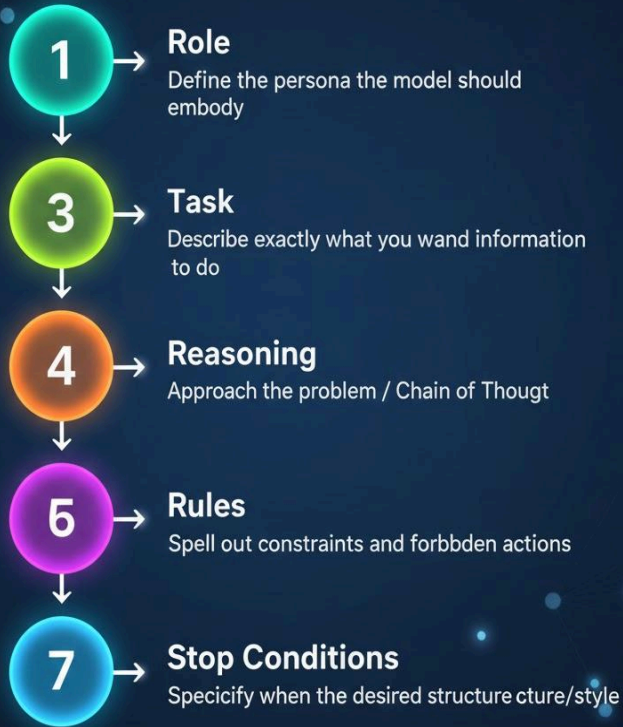 1
Role
Define the persona the model should
embody
3
Task
Describe exactly what you wand information
to do
4
Reasoning
Approach the problem / Chain of Thougt
5
Rules
Spell out constraints and forbbden actions
7
Stop Conditions
Specicify when the desired structure cture/style